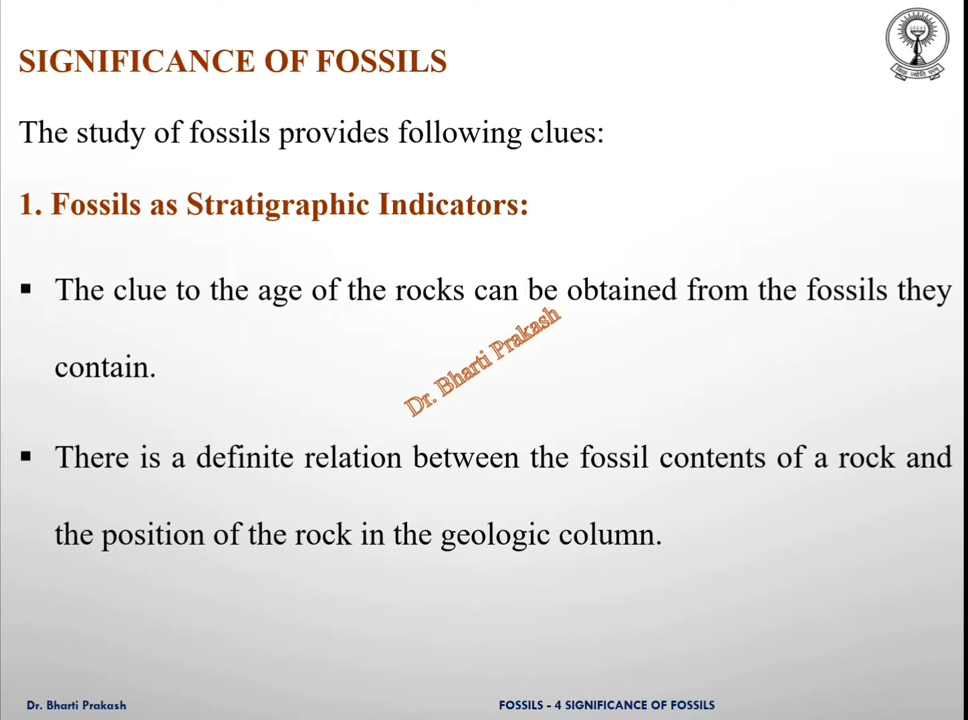 SIGNIFICANCE OF FOSSILS
The study of fossils provides following clues:
1. Fossils as Stratigraphic Indicators:
▪ The clue to the age of the rocks can be obtained from the fossils they
contain.
Dr. Bharti Prakash
▪ There is a definite relation between the fossil contents of a rock and
the position of the rock in the geologic column.
Dr. Bharti Prakash
FOSSILS - 4 SIGNIFICANCE OF FOSSILS